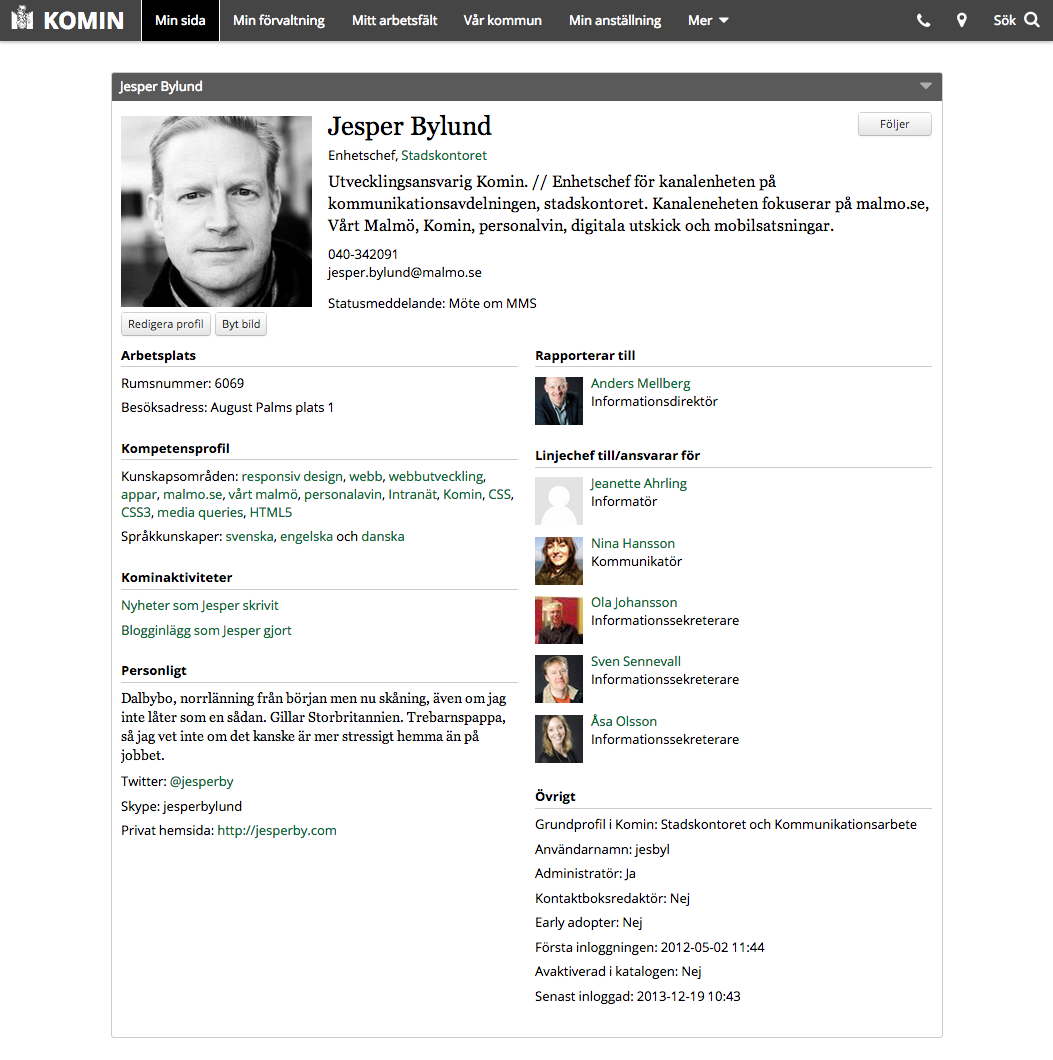 KOMIN
Min sida
Min förvaltning
Mitt arbetsfält
Vår kommun
Min anställning
Mer
Sök
Jesper Bylund
Jesper Bylund
Följer
Enhetschef, Stadskontoret
Utvecklingsansvarig Komin. // Enhetschef för kanalenheten på
kommunikationsavdelningen, stadskontoret. Kanaleneheten fokuserar på malmo.se,
Vårt Malmö, Komin, personalvin, digitala utskick och mobilsatsningar.
040-342091
jesper.bylund@malmo.se
Statusmeddelande: Möte om MMS
Redigera profil
Byt bild
Arbetsplats
Rumsnummer: 6069
Besöksadress: August Palms plats 1
Kompetensprofil
Kunskapsområden: responsiv design, webb, webbutveckling,
appar, malmo.se, vårt malmö, personalavin, Intranät, Komin, CSS,
CSS3, media queries, HTML5
Språkkunskaper: svenska, engelska och danska
Kominaktiviteter
Nyheter som Jesper skrivit
Blogginlägg som Jesper gjort
Personligt
Dalbybo, norrlänning från början men nu skåning, även om jag
inte låter som en sådan. Gillar Storbritannien. Trebarnspappa,
så jag vet inte om det kanske är mer stressigt hemma än på
jobbet.
Twitter: @jesperby
Skype: jesperbylund
Privat hemsida: http://jesperby.com
Rapporterar till
Anders Mellberg
Informationsdirektör
Linjechef till/ansvarar för
Jeanette Ahrling
Informatör
Nina Hansson
Kommunikatör
Ola Johansson
Informationssekreterare
Sven Sennevall
Informationssekreterare
Åsa Olsson
Informationssekreterare
Övrigt
Grundprofil i Komin: Stadskontoret och Kommunikationsarbete
Användarnamn: jesbyl
Administratör: Ja
Kontaktboksredaktör: Nej
Early adopter: Nej
Första inloggningen: 2012-05-02 11:44
Avaktiverad i katalogen: Nej
Senast inloggad: 2013-12-19 10:43